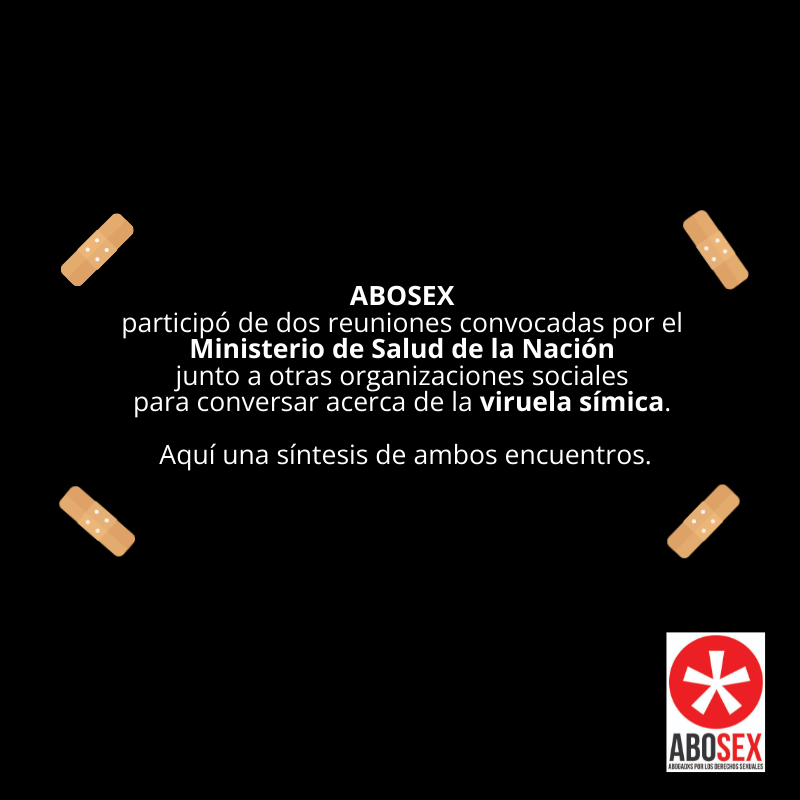 ABOSEX
participó de dos reuniones convocadas por el
Ministerio de Salud de la Nación
junto a otras organizaciones sociales
para conversar acerca de la viruela símica.
Aquí una síntesis de ambos encuentros.
ABOSEX
ABOGADXS POR LOS DERECHOS SEXUALES